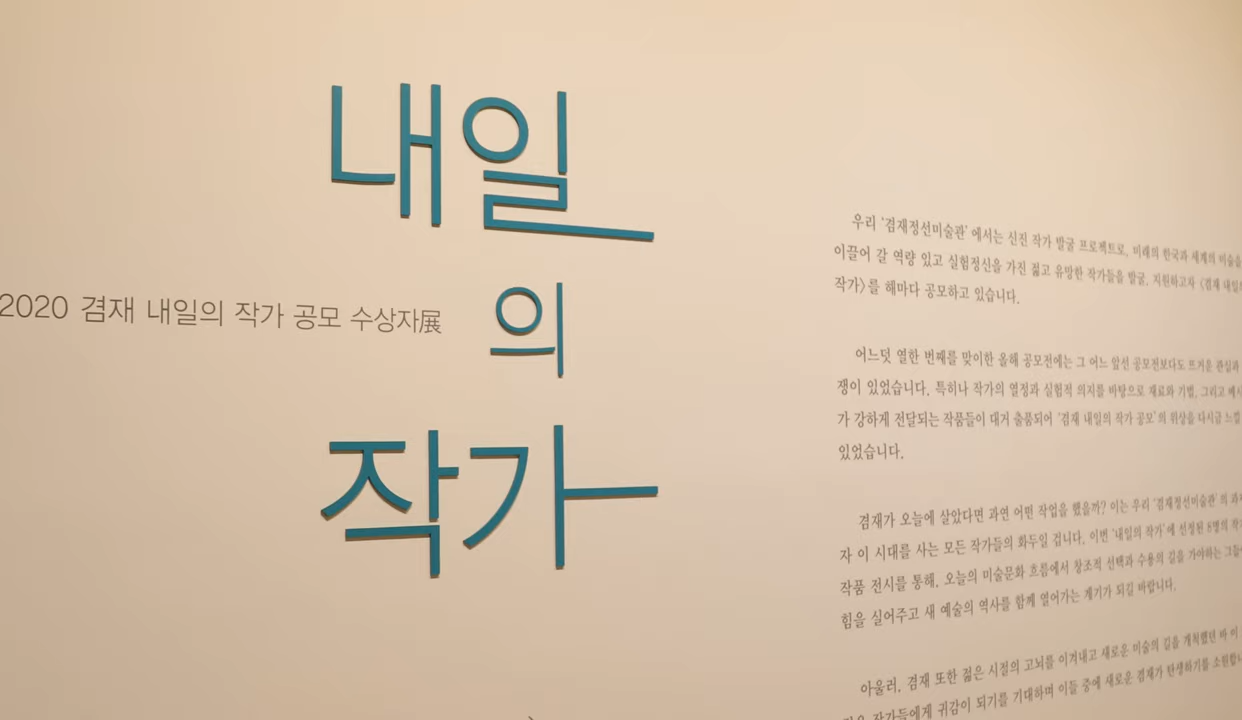 내일
의
작가
2020 겸재 내일의 작가 공모 수상자展
우리 '겸재정선미술관' 에서는 신진 작가 발굴 프로젝트로, 미래의 한국과 세계의 미술을
이끌어 갈 역량 있고 실험정신을 가진 젊고 유망한 작가들을 발굴, 지원하고자 〈겸재 내일의
작가〉를 해마다 공모하고 있습니다.
어느덧 열한 번째를 맞이한 올해 공모전에는 그 어느 앞선 공모전보다도 뜨거운 관심과
쟁이 있었습니다. 특히나 작가의 열정과 실험적 의지를 바탕으로 재료와 기법, 그리고
가 강하게 전달되는 작품들이 대거 출품되어 '겸재 내일의 작가 공모' 의 위상을 다시금 느낄
있었습니다.
겸재가 오늘에 살았다면 과연 어떤 작업을 했을까? 이는 우리 '겸재정선미술관' 의
자 이 시대를 사는 모든 작가들의 화두일 겁니다. 이번 '내일의 작가' 에 선정된 8명의
작품 전시를 통해, 오늘의 미술문화 흐름에서 창조적 선택과 수용의 길을 가야하는
힘을 실어주고 새 예술의 역사를 함께 열어가는 계기가 되길 바랍니다.
아울러, 겸재 또한 젊은 시절의 고뇌를 이겨내고 새로운 미술의 길을 개척했던 바 이
작가들에게 귀감이 되기를 기대하며 이들 중에 새로운 겸재가 탄생하기를